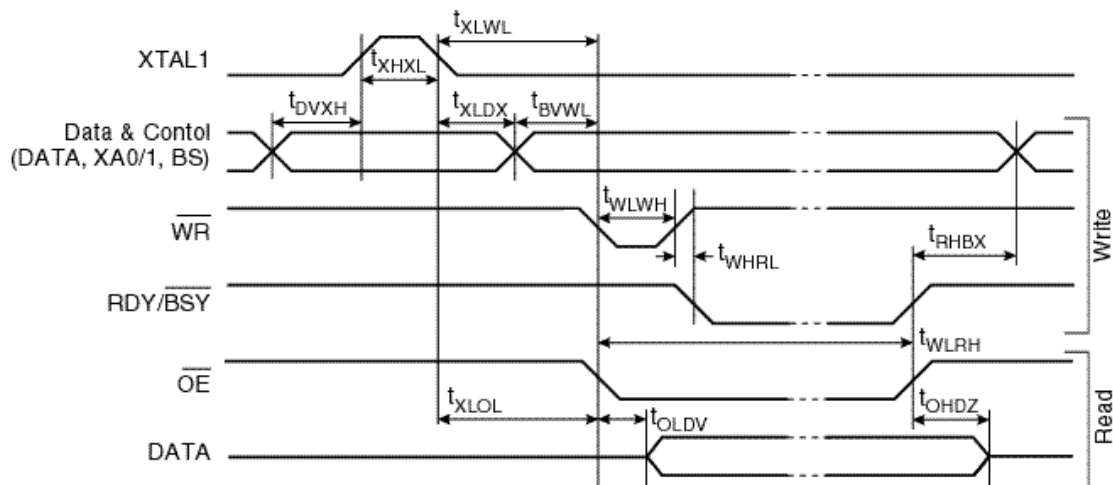 t_XLWL
XTAL1
t_XHXL
t_DVXH
t_XLDX
t_BVWL
Data & Contol
(DATA, XA0/1, BS)
t_WLWH
WR
t_WHRL
t_RHBX
Write
RDY/BSY
t_WLRH
OE
t_XLOL
t_OLDV
t_OHDZ
Read
DATA